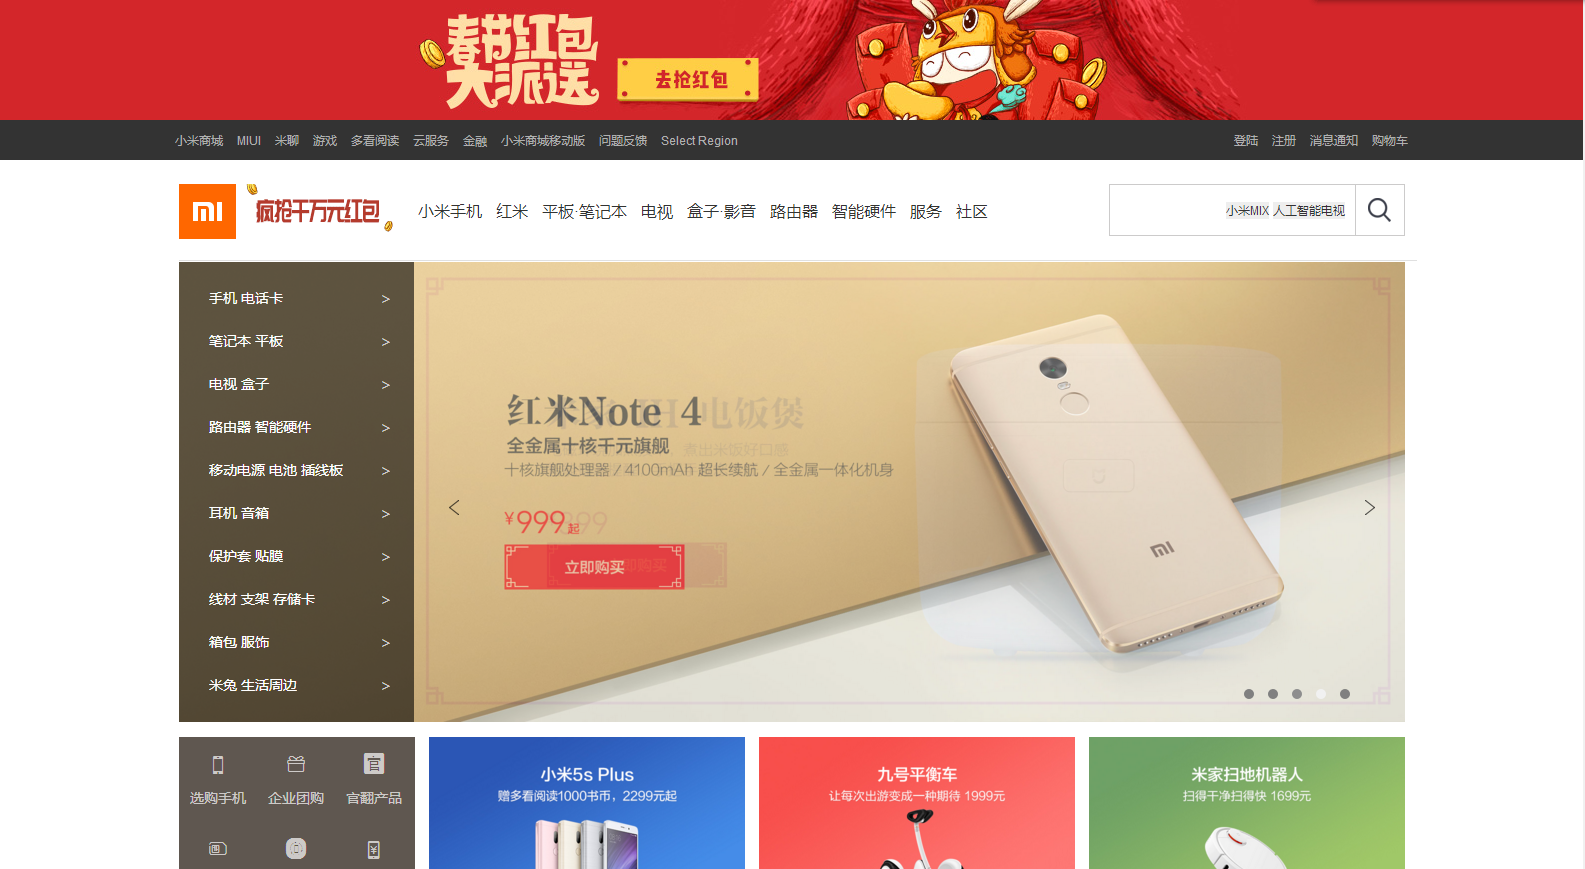 春节红包
大派送
去抢红包
小米商城 MIUI 米聊 游戏 多看阅读 云服务 金融 小米商城移动版 问题反馈 Select Region
登陆 注册 消息通知 购物车
疯抢千万元红包
小米手机 红米 平板·笔记本 电视 盒子·影音 路由器 智能硬件 服务 社区
小米MIX 人工智能电视
手机 电话卡 >
笔记本 平板 >
电视 盒子 >
路由器 智能硬件 >
移动电源 电池 插线板 >
耳机 音箱 >
保护套 贴膜 >
线材 支架 存储卡 >
箱包 服饰 >
米兔 生活周边 >
红米Note 4
电饭煲
全金属十核千元旗舰
煮出米饭好口感
十核旗舰处理器 / 4100mAh 超长续航 / 全金属一体化机身
¥999起
立即购买
选购手机 企业团购 官翻产品
小米5s Plus
赠多看阅读1000书币，2299元起
九号平衡车
让每次出游变成一种期待 1999元
米家扫地机器人
扫得干净扫得快 1699元